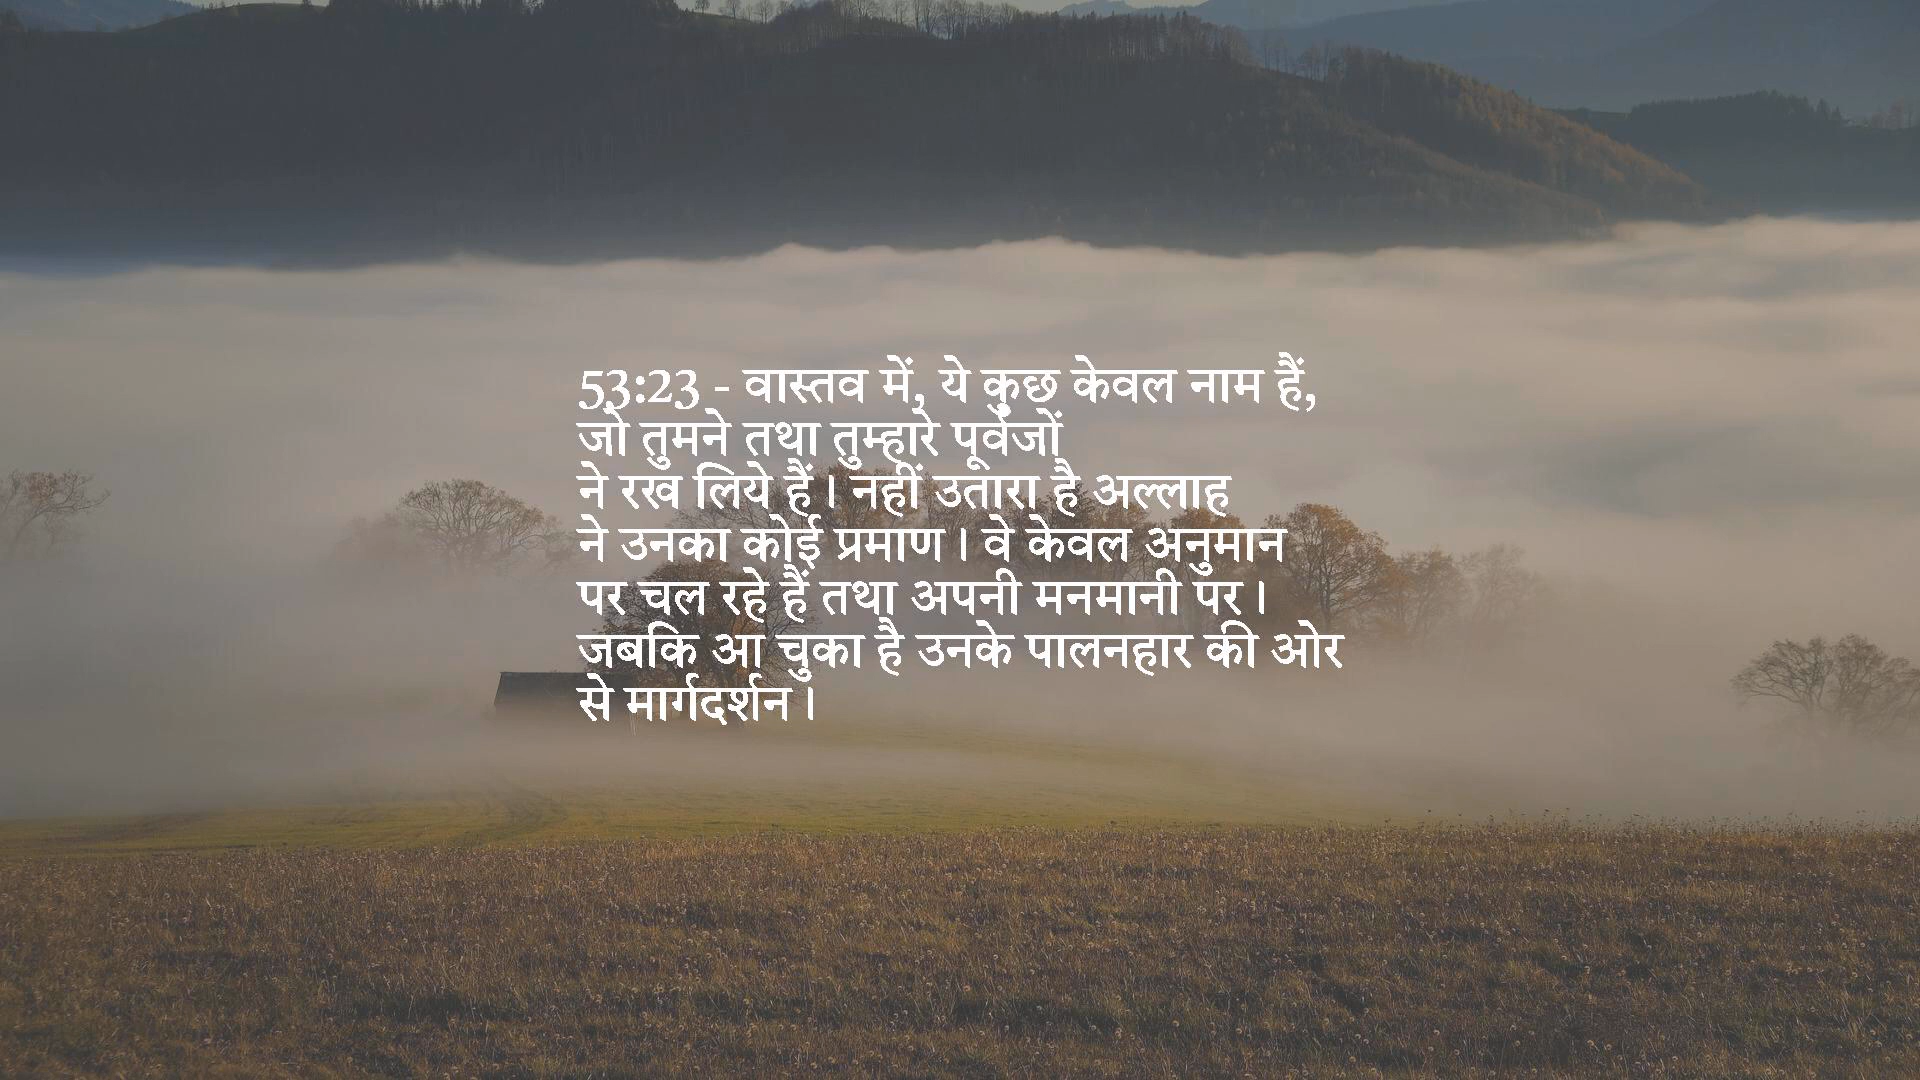 53:23 - वास्तव में, ये कुछ केवल नाम हैं,
जो तुमने तथा तुम्हारे पूर्वजों
ने रख लिये हैं। नहीं उतारा है अल्लाह
ने उनका कोई प्रमाण। वे केवल अनुमान
पर चल रहे हैं तथा अपनी मनमानी पर।
जबकि आ चुका है उनके पालनहार की ओर
से मार्गदर्शन।